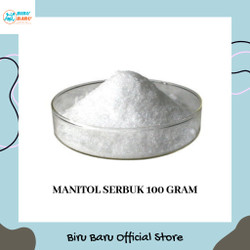 MANITOL SERBUK 100 GRAM
Biru Baru Official Store